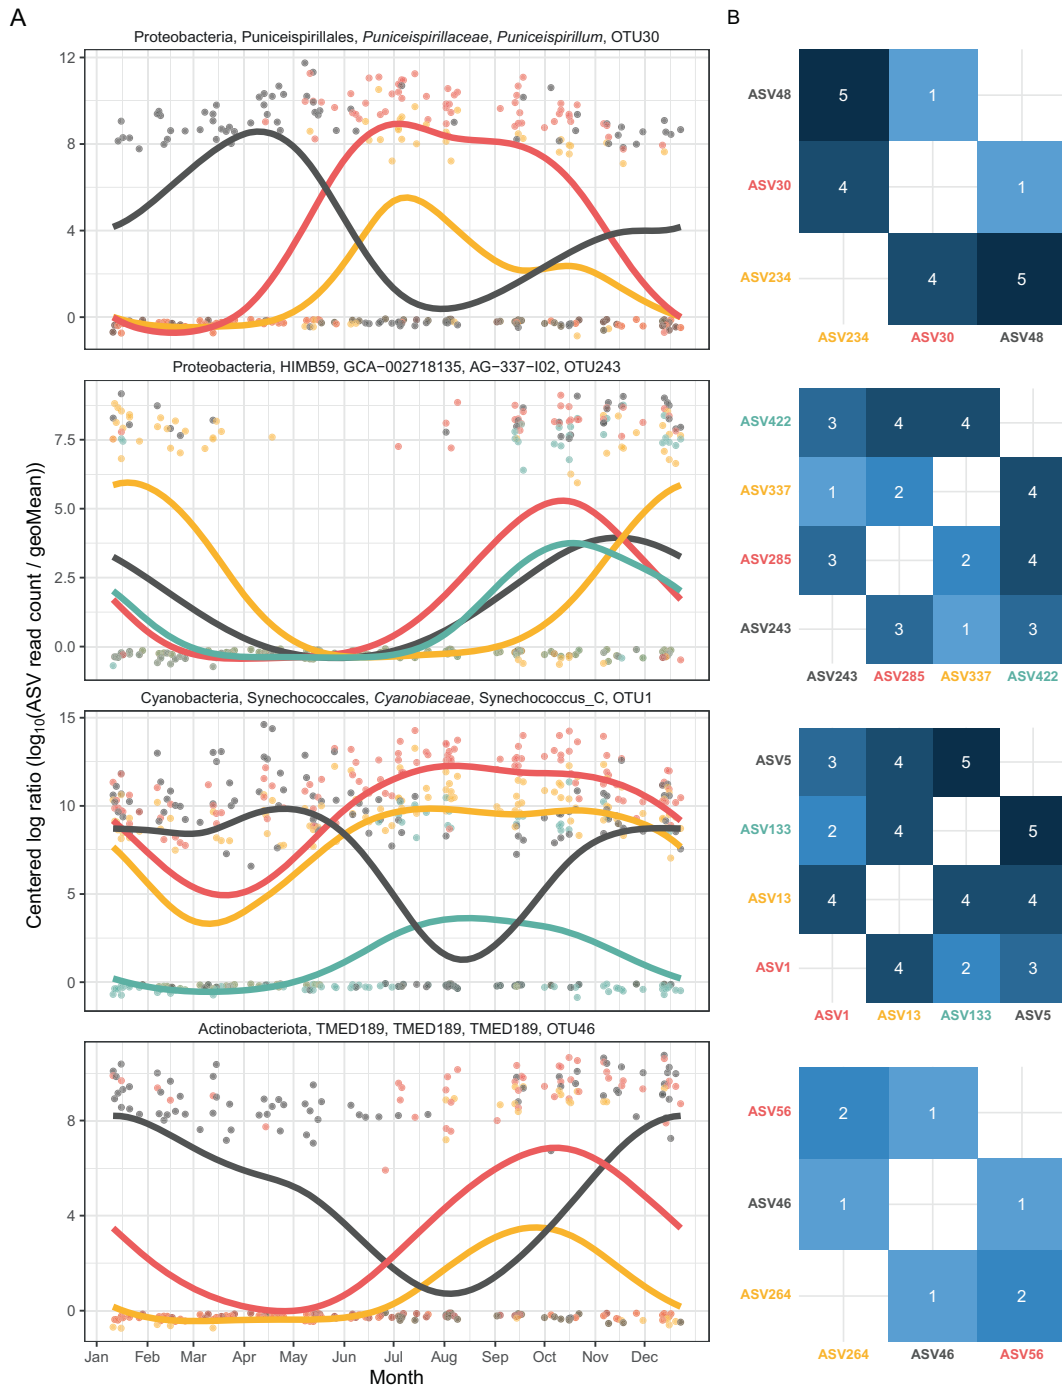 A
B
Proteobacteria, Puniceispirillales, Puniceispirillaceae, Puniceispirillum, OTU30
12
8
4
0
ASV48
5
1
ASV30
4
1
ASV234
4
5
ASV234
ASV30
ASV48
Proteobacteria, HIMB59, GCA−002718135, AG−337−I02, OTU243
7.5
5.0
2.5
0.0
ASV422
3
4
4
ASV337
1
2
4
ASV285
3
2
4
ASV243
3
1
3
ASV243
ASV285
ASV337
ASV422
Centered log ratio (log10(ASV read count / geoMean))
Cyanobacteria, Synechococcales, Cyanobiaceae, Synechococcus_C, OTU1
15
10
5
0
ASV5
3
4
5
ASV133
2
4
5
ASV13
4
4
4
ASV1
4
2
3
ASV1
ASV13
ASV133
ASV5
Actinobacteriota, TMED189, TMED189, TMED189, OTU46
8
4
0
Jan Feb Mar Apr May Jun Jul Aug Sep Oct Nov Dec
Month
ASV56
2
1
ASV46
1
1
ASV264
1
2
ASV264
ASV46
ASV56